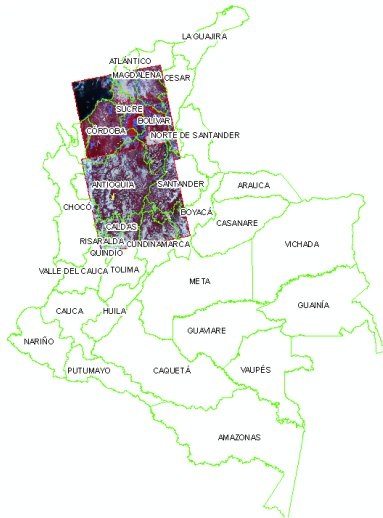 LA GUAJIRA
ATLÁNTICO
MAGDALENA
CESAR
SUCRE
BOLÍVAR
CÓRDOBA
NORTE DE SANTANDER
ANTIOQUIA
SANTANDER
ARAUCA
CHOCÓ
BOYACÁ
CALDAS
CASANARE
RISARALDA
CUNDINAMARCA
VICHADA
QUINDIO
VALLE DEL CAUCA
TOLIMA
META
GUAINÍA
CAUCA
HUILA
GUAVIARE
NARIÑO
PUTUMAYO
CAQUETÁ
VAUPÉS
AMAZONAS